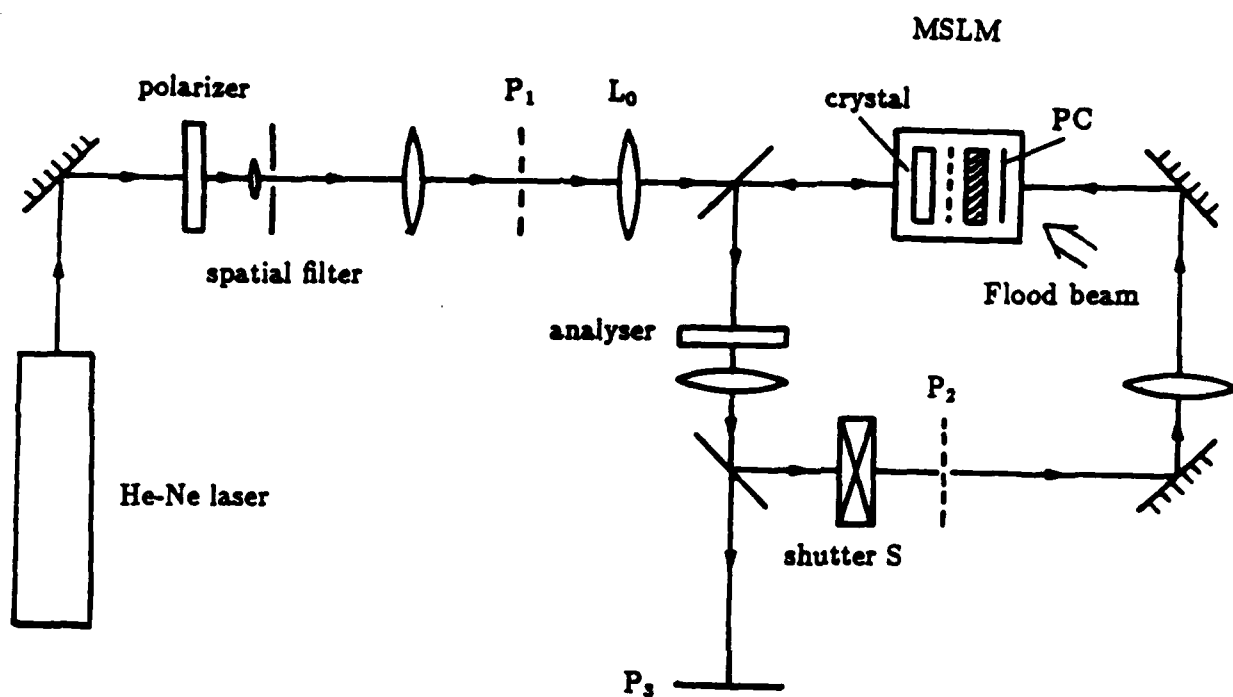 MSLM
polarizer
P₁
L₀
crystal
PC
spatial filter
Flood beam
analyser
P₂
He-Ne laser
shutter S
P₃